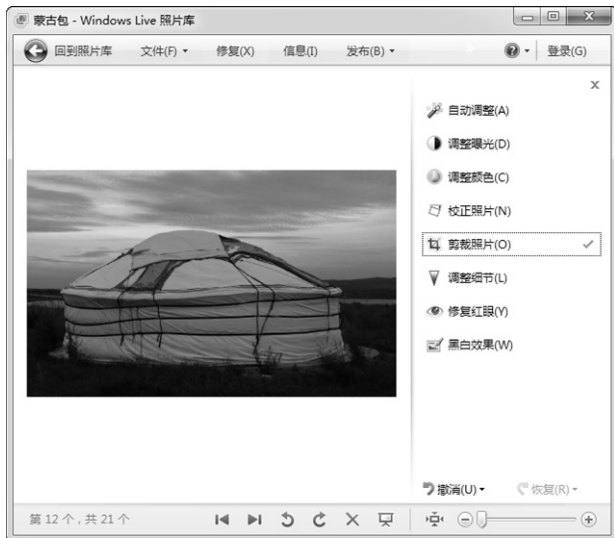 蒙古包 - Windows Live 照片库
回到照片库 文件(F) 修复(X) 信息(I) 发布(B) 登录(G)
自动调整(A)
调整曝光(D)
调整颜色(C)
校正照片(N)
剪裁照片(O)
调整细节(L)
修复红眼(Y)
黑白效果(W)
撤消(U) 恢复(R)
第 12 个，共 21 个